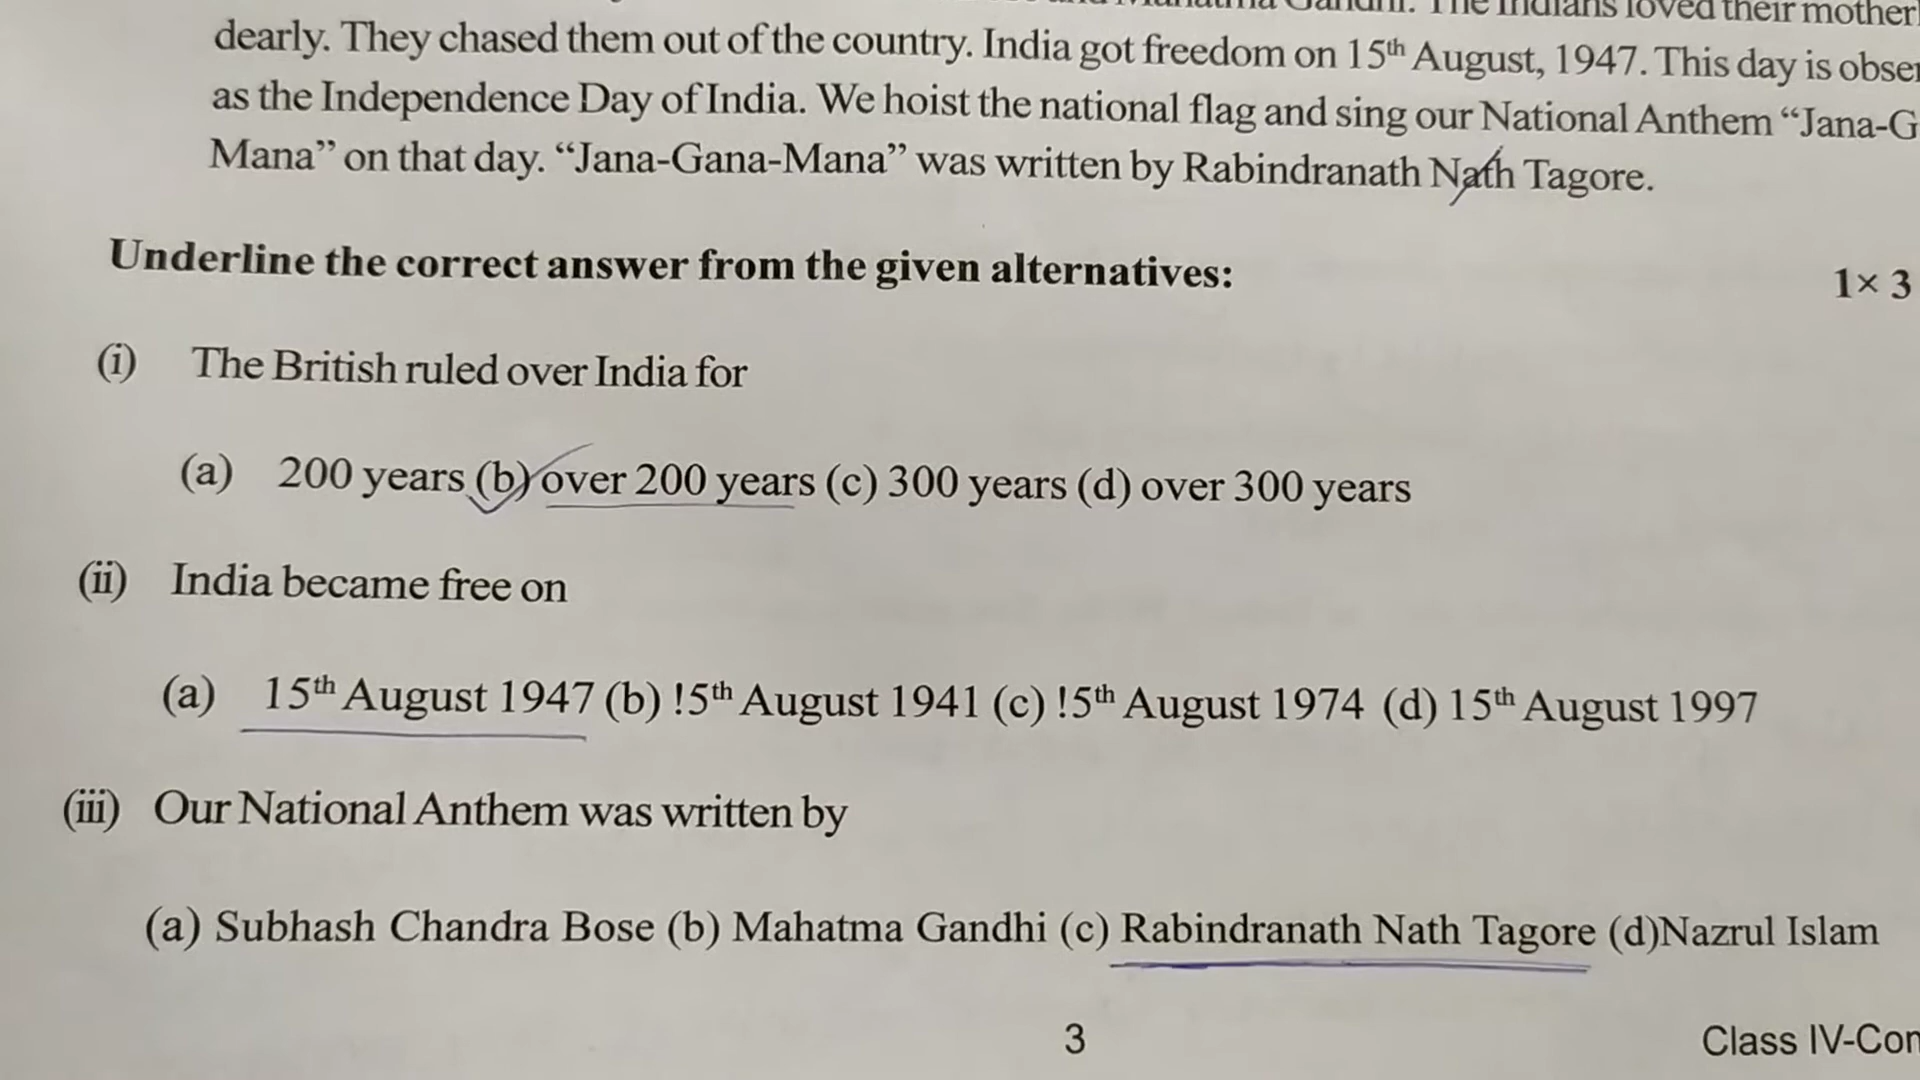 dearly. They chased them out of the country. India got freedom on 15th August, 1947. This day is obser
as the Independence Day of India. We hoist the national flag and sing our National Anthem “Jana-G
Mana” on that day. “Jana-Gana-Mana” was written by Rabindranath Nath Tagore.
Underline the correct answer from the given alternatives: 1× 3
(i) The British ruled over India for
(a) 200 years (b) over 200 years (c) 300 years (d) over 300 years
(ii) India became free on
(a) 15th August 1947 (b) !5th August 1941 (c) !5th August 1974 (d) 15th August 1997
(iii) Our National Anthem was written by
(a) Subhash Chandra Bose (b) Mahatma Gandhi (c) Rabindranath Nath Tagore (d)Nazrul Islam
3 Class IV-Com